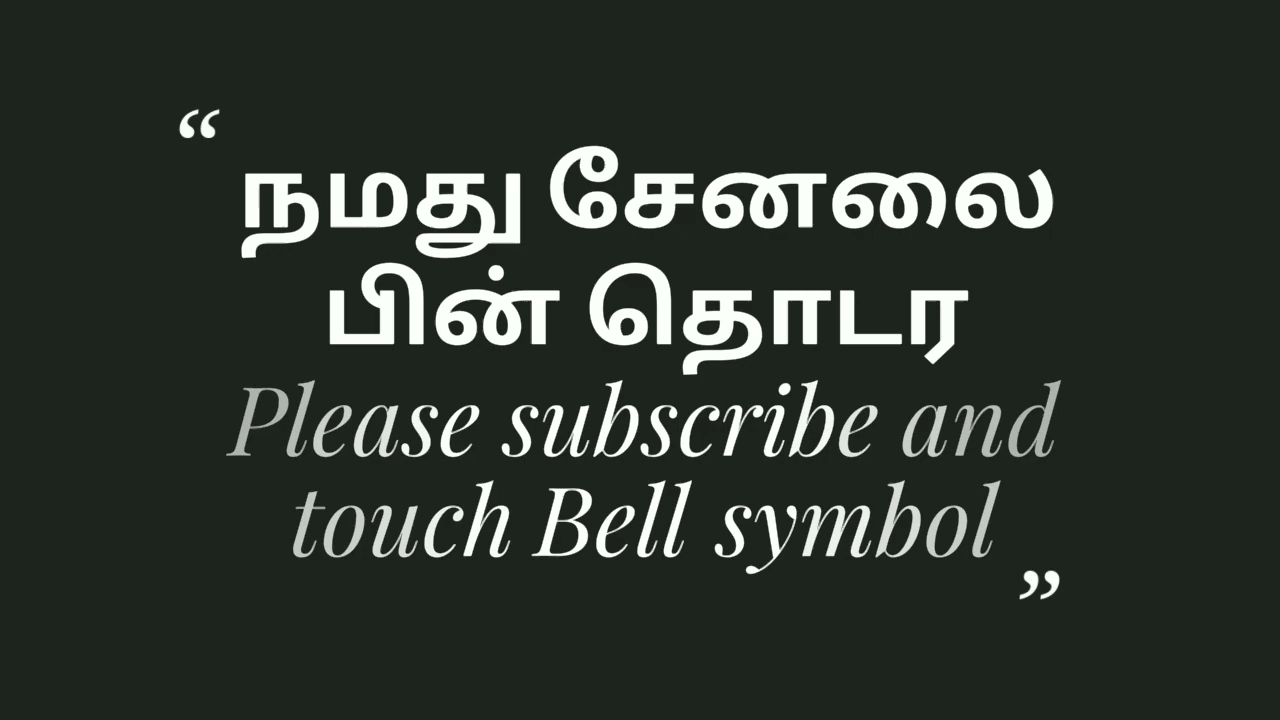 “
நமது சேனலை
பின் தொடர
Please subscribe and
touch Bell symbol
”